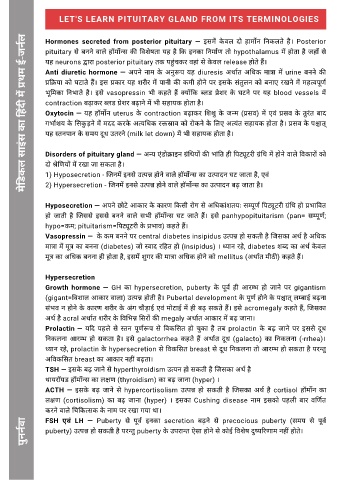 LET'S LEARN PITUITARY GLAND FROM ITS TERMINOLOGIES
मेडिकल साइंस का हिंदी में प्रथम ई-जर्नल
Hormones secreted from posterior pituitary — इसमें केवल दो हार्मोन निकलते है। Posterior
pituitary से बनने वाले हॉर्मोन्स की विशेषता यह है कि इनका निर्माण तो hypothalamus में होता है जहाँ से
यह neurons द्वारा posterior pituitary तक पहुंचकर वहां से केवल release होते हैं।
Anti diuretic hormone — अपने नाम के अनुरूप यह diuresis अर्थात अधिक मात्रा में urine बनने की
प्रक्रिया को घटाते हैं। इस प्रकार यह शरीर में पानी की कमी होने पर इसके संतुलन को बनाए रखने में महत्वपूर्ण
भूमिका निभाते है। इसे vasopressin भी कहते हैं क्योंकि ब्लड प्रेशर के घटने पर यह blood vessels में
contraction बढ़ाकर ब्लड प्रेशर बढ़ाने में भी सहायक होता है।
Oxytocin — यह हॉर्मोन uterus के contraction बढ़ाकर शिशु के जन्म (प्रसव) में एवं प्रसव के तुरंत बाद
गर्भाशय के सिकुड़ने में मदद करके अत्यधिक रक्तस्राव को रोकने के लिए अत्यंत सहायक होता है। प्रसव के पश्चात्
यह स्तनपान के समय दूध उतरने (milk let down) में भी सहायक होता है।
Disorders of pituitary gland — अन्य एंडोक्राइन ग्रंथियों की भांति ही पिट्यूटरी ग्रंथि में होने वाले विकारों को
दो श्रेणियों में रखा जा सकता है।
1) Hyposecretion - जिनमें इनसे उत्पन्न होने वाले हॉर्मोन्स का उत्पादन घट जाता है, एवं
2) Hypersecretion - जिनमें इनसे उत्पन्न होने वाले हॉर्मोन्स का उत्पादन बढ़ जाता है।
Hyposecretion — अपने छोटे आकार के कारण किसी रोग से अधिकांशतः सम्पूर्ण पिट्यूटरी ग्रंथि ही प्रभावित
हो जाती है जिससे इससे बनने वाले सभी हॉर्मोन्स घट जाते हैं। इसे panhypopituitarism (pan= सम्पूर्ण;
hypo=कम; pituitarism=पिट्यूटरी के प्रभाव) कहते हैं।
Vasopressin — के कम बनने पर central diabetes insipidus उत्पन्न हो सकती है जिसका अर्थ है अधिक
मात्रा में मूत्र का बनना (diabetes) जो स्वाद रहित हो (insipidus) । ध्यान रहे, diabetes शब्द का अर्थ केवल
मूत्र का अधिक बनना ही होता है, इसमें शुगर की मात्रा अधिक होने को mellitus (अर्थात मीठी) कहते हैं।
Hypersecretion
Growth hormone — GH का hypersecretion, puberty के पूर्व ही आरम्भ हो जाने पर gigantism
(gigant=विशाल आकार वाला) उत्पन्न होती है। Pubertal development के पूर्ण होने के पश्चात् लम्बाई बढ़ना
संभव न होने के कारण शरीर के अंग चौड़ाई एवं मोटाई में ही बढ़ सकते हैं। इसे acromegaly कहते हैं, जिसका
अर्थ है acral अर्थात शरीर के विभिन्न सिरों की megaly अर्थात आकार में बढ़ जाना।
Prolactin — यदि पहले से स्तन पूर्णरूप से विकसित हो चुका है तब prolactin के बढ़ जाने पर इससे दूध
निकलना आरम्भ हो सकता है। इसे galactorrhea कहते हैं अर्थात दूध (galacto) का निकलना (-rrhea)।
ध्यान रहे, prolactin के hypersecretion से विकसित breast से दूध निकलना तो आरम्भ हो सकता है परन्तु
अविकसित breast का आकार नहीं बढ़ता।
TSH — इसके बढ़ जाने से hyperthyroidism उत्पन हो सकती है जिसका अर्थ है
थायरॉयड हॉर्मोन्स का लक्षण (thyroidism) का बढ़ जाना (hyper) ।
ACTH — इसके बढ़ जाने से hypercortisolism उत्पन्न हो सकती है जिसका अर्थ है cortisol हॉर्मोन का
लक्षण (cortisolism) का बढ़ जाना (hyper) । इसका Cushing disease नाम इसको पहली बार वर्णित
करने वाले चिकित्सक के नाम पर रखा गया था।
FSH एवं LH — Puberty से पूर्व इनका secretion बढ़ने से precocious puberty (समय से पूर्व
puberty) उत्पन्न हो सकती है परन्तु puberty के उपरान्त ऐसा होने से कोई विशेष दुष्परिणाम नहीं होते।
पुनर्नवा